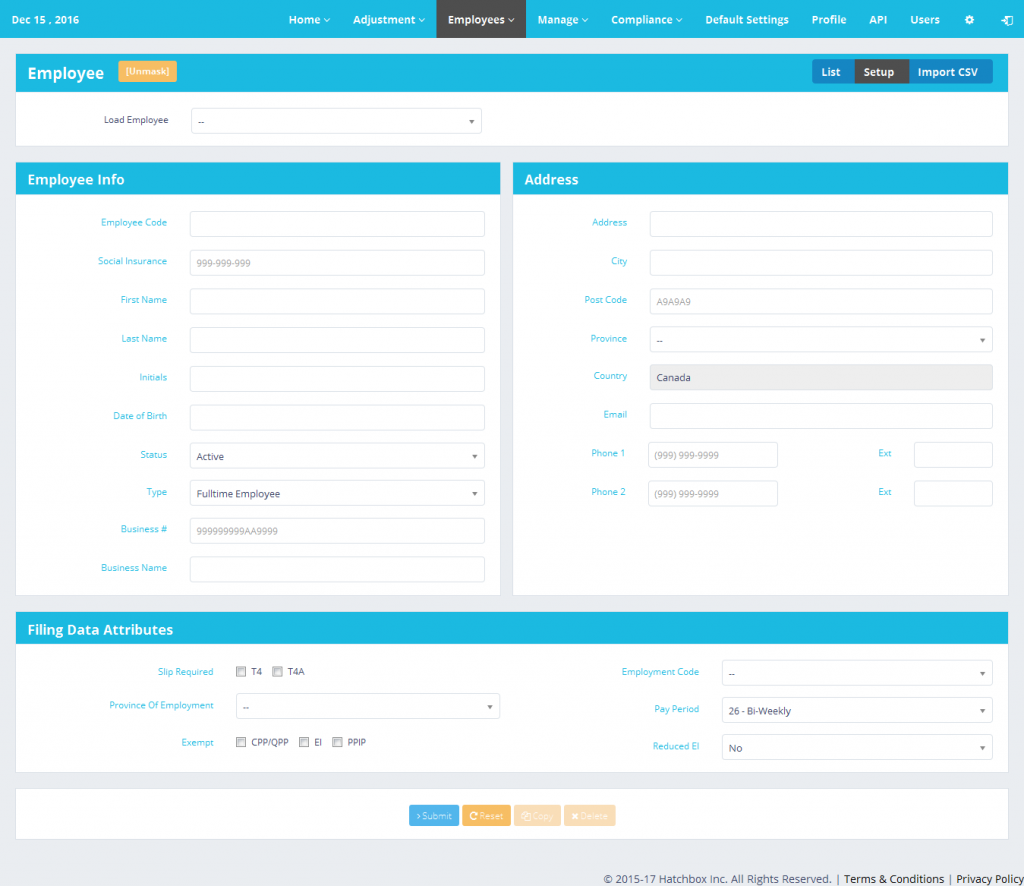 Dec 15 , 2016 Home Adjustment Employees Manage Compliance Default Settings Profile API Users
Employee [Unmask] List Setup Import CSV
Load Employee --
Employee Info
Employee Code
Social Insurance 999-999-999
First Name
Last Name
Initials
Date of Birth
Status Active
Type Fulltime Employee
Business # 999999999AA9999
Business Name
Address
Address
City
Post Code A9A9A9
Province --
Country Canada
Email
Phone 1 (999) 999-9999 Ext
Phone 2 (999) 999-9999 Ext
Filing Data Attributes
Slip Required T4 T4A
Province Of Employment --
Exempt CPP/QPP EI PPIP
Employment Code --
Pay Period 26 - Bi-Weekly
Reduced EI No
Submit Reset Copy Delete
© 2015-17 Hatchbox Inc. All Rights Reserved. | Terms & Conditions | Privacy Policy